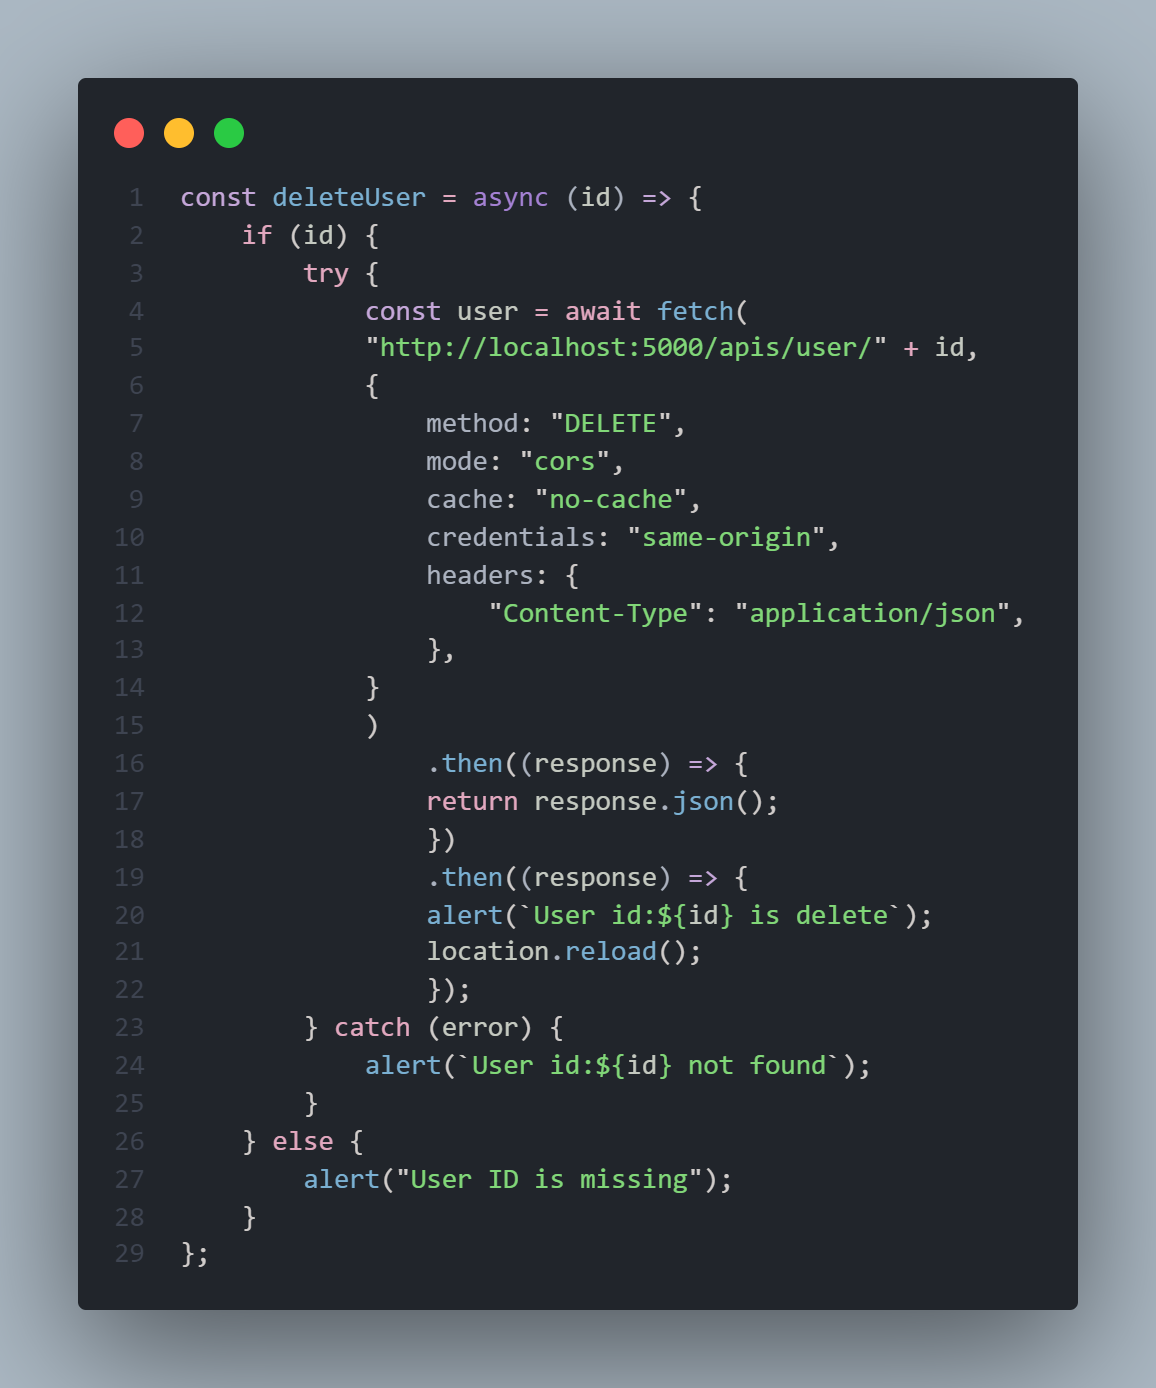 1 const deleteUser = async (id) => {
2     if (id) {
3         try {
4             const user = await fetch(
5             "http://localhost:5000/apis/user/" + id,
6             {
7                 method: "DELETE",
8                 mode: "cors",
9                 cache: "no-cache",
10                 credentials: "same-origin",
11                 headers: {
12                     "Content-Type": "application/json",
13                 },
14             }
15             )
16                 .then((response) => {
17                 return response.json();
18                 })
19                 .then((response) => {
20                 alert(`User id:${id} is delete`);
21                 location.reload();
22                 });
23         } catch (error) {
24             alert(`User id:${id} not found`);
25         }
26     } else {
27         alert("User ID is missing");
28     }
29 };